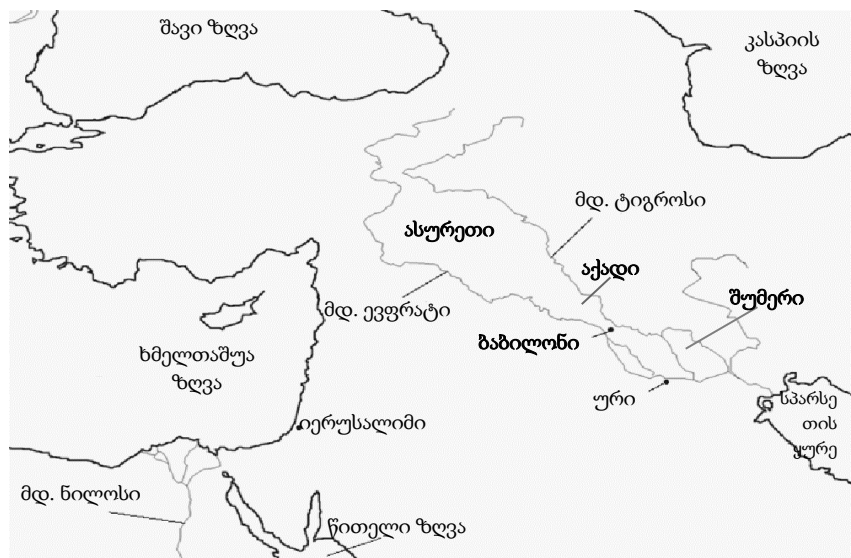 შავი ზღვა
კასპიის
ზღვა
მდ. ტიგროსი
ასურეთი
აქადი
შუმერი
მდ. ევფრატი
ბაბილონი
ხმელთაშუა
ზღვა
ური
სპარსე
თის
ყურე
იერუსალიმი
მდ. ნილოსი
წითელი ზღვა